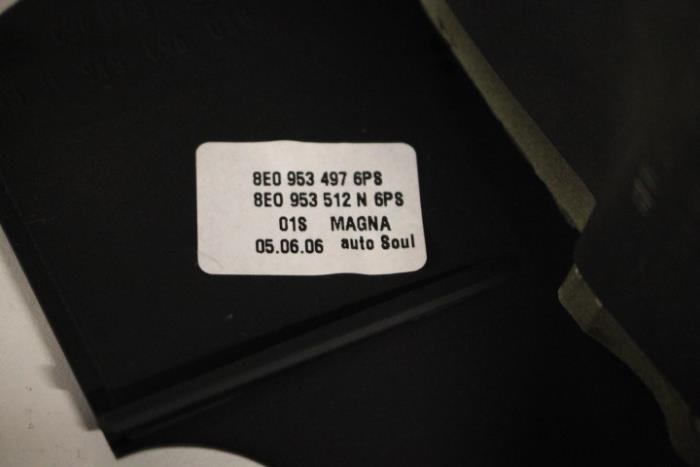 8E0 953 497 6PS
8E0 953 512 N 6PS
01S MAGNA
05.06.06 auto Soul